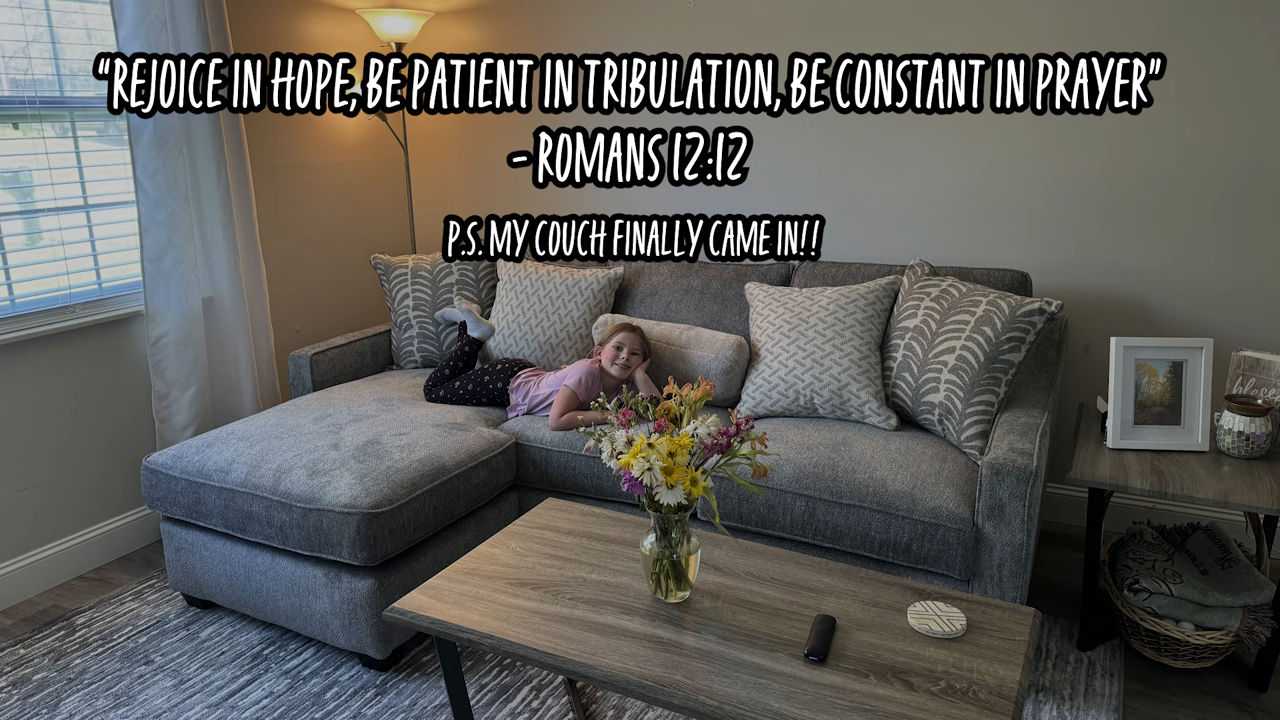 “REJOICE IN HOPE, BE PATIENT IN TRIBULATION, BE CONSTANT IN PRAYER”
- ROMANS 12:12
P.S. MY COUCH FINALLY CAME IN!!